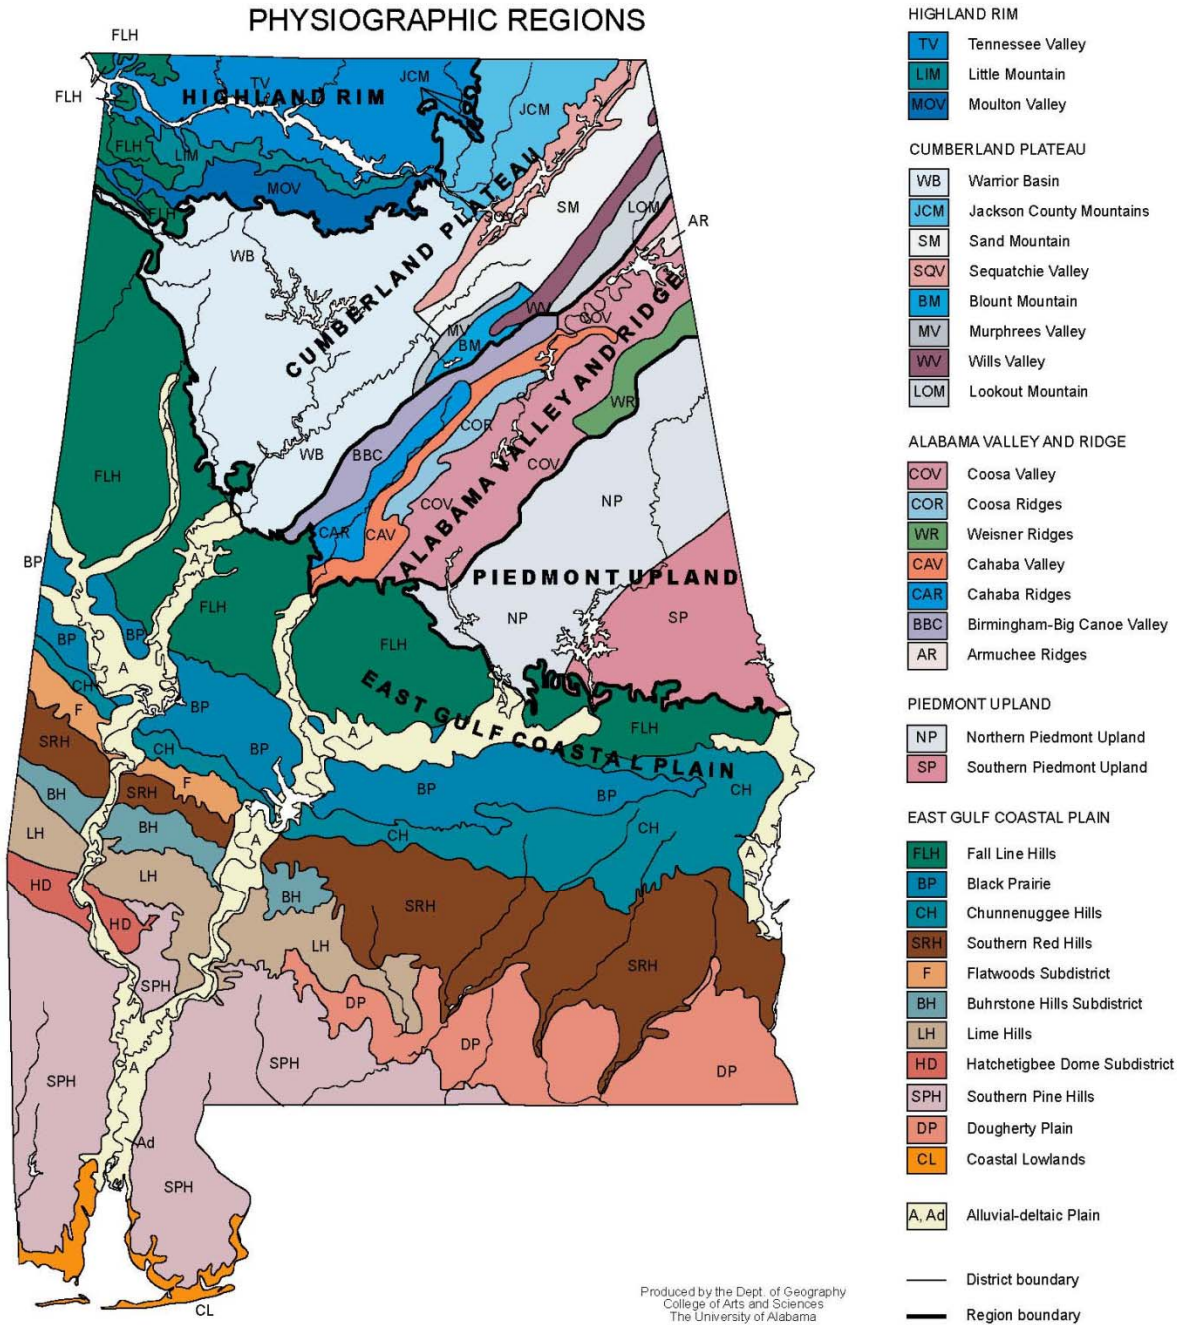 PHYSIOGRAPHIC REGIONS
FLH
FLH
TV
JCM
HIGHLAND RIM
JCM
FLH
LIM
MOV
FLH
SQV
SM
LOM
AR
WB
CUMBERLAND PLATEAU
WV
COV
MV
BM
WR
A
COR
BBC
WB
COV
FLH
COV
NP
CAR
CAV
ALABAMA VALLEY AND RIDGE
A
BP
PIEDMONT UPLAND
FLH
NP
SP
BP
BP
FLH
A
CH
EAST GULF COASTAL PLAIN
A
F
BP
FLH
SRH
CH
BP
A
A
F
BP
BP
CH
BH
SRH
BH
CH
CH
LH
A
A
LH
HD
BH
SRH
HD
LH
SRH
SPH
DP
DP
SPH
SPH
A
DP
Ad
SPH
CL
HIGHLAND RIM
TV Tennessee Valley
LIM Little Mountain
MOV Moulton Valley
CUMBERLAND PLATEAU
WB Warrior Basin
JCM Jackson County Mountains
SM Sand Mountain
SQV Sequatchie Valley
BM Blount Mountain
MV Murphrees Valley
WV Wills Valley
LOM Lookout Mountain
ALABAMA VALLEY AND RIDGE
COV Coosa Valley
COR Coosa Ridges
WR Weisner Ridges
CAV Cahaba Valley
CAR Cahaba Ridges
BBC Birmingham-Big Canoe Valley
AR Armuchee Ridges
PIEDMONT UPLAND
NP Northern Piedmont Upland
SP Southern Piedmont Upland
EAST GULF COASTAL PLAIN
FLH Fall Line Hills
BP Black Prairie
CH Chunnenuggee Hills
SRH Southern Red Hills
F Flatwoods Subdistrict
BH Buhrstone Hills Subdistrict
LH Lime Hills
HD Hatchetigbee Dome Subdistrict
SPH Southern Pine Hills
DP Dougherty Plain
CL Coastal Lowlands
A, Ad Alluvial-deltaic Plain
District boundary
Region boundary
Produced by the Dept. of Geography
College of Arts and Sciences
The University of Alabama